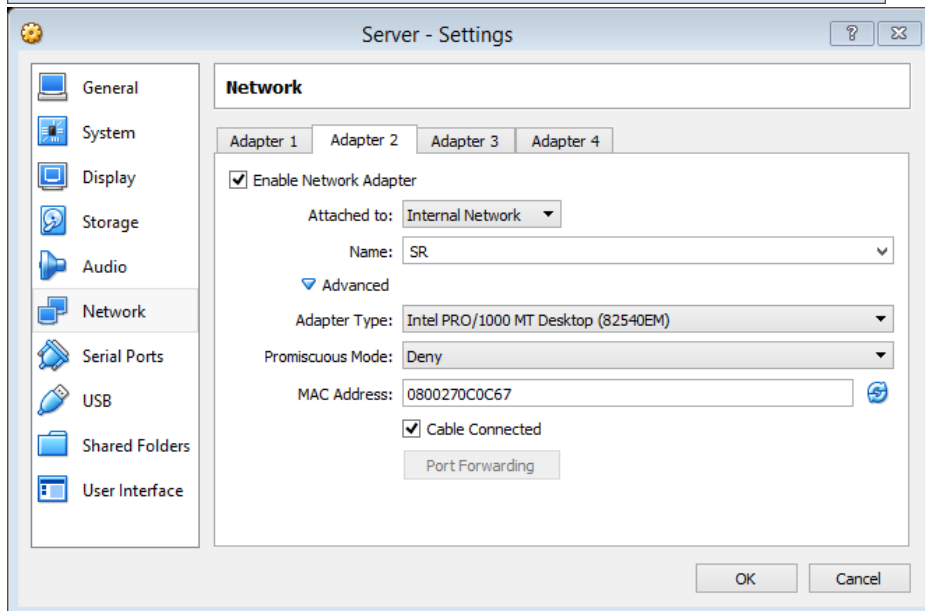 Server - Settings
General
System
Display
Storage
Audio
Network
Serial Ports
USB
Shared Folders
User Interface
Network
Adapter 1 Adapter 2 Adapter 3 Adapter 4
Enable Network Adapter
Attached to: Internal Network
Name: SR
Advanced
Adapter Type: Intel PRO/1000 MT Desktop (82540EM)
Promiscuous Mode: Deny
MAC Address: 0800270C0C67
Cable Connected
Port Forwarding
OK Cancel